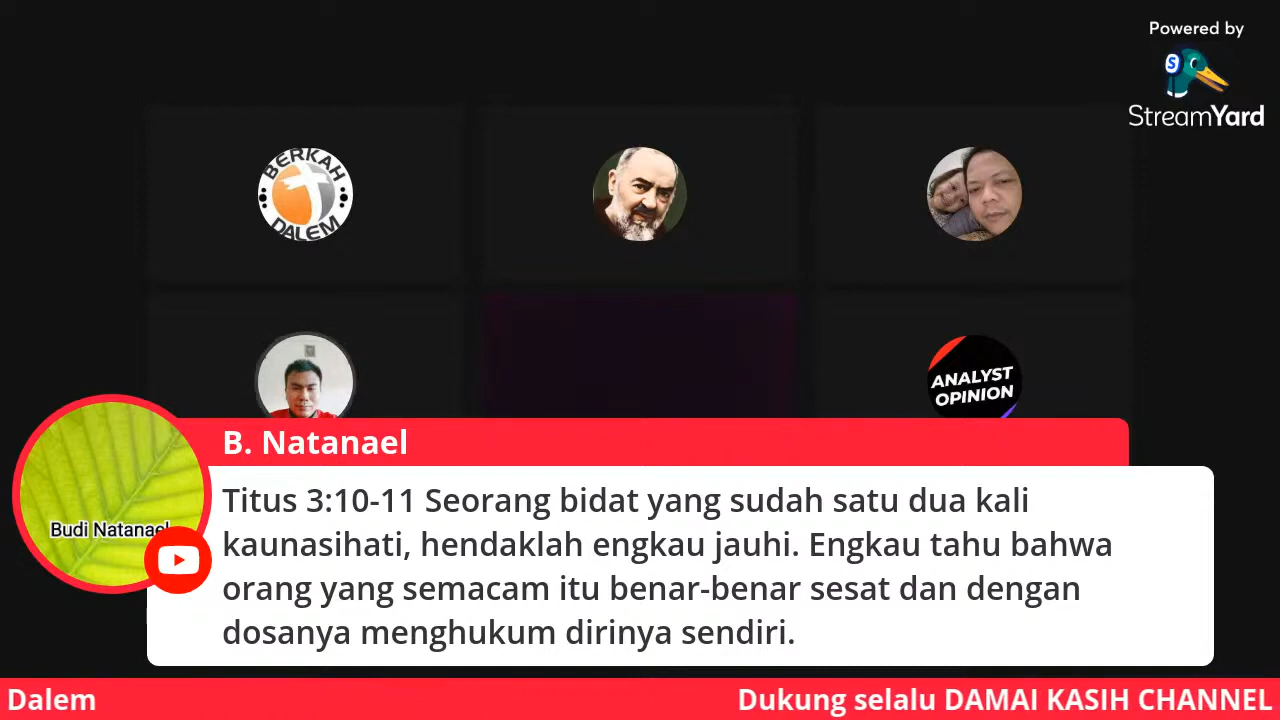 Powered by
StreamYard
BERKAH
DALEM
ANALYST
OPINION
B. Natanael
Titus 3:10-11 Seorang bidat yang sudah satu dua kali
kaunasihati, hendaklah engkau jauhi. Engkau tahu bahwa
orang yang semacam itu benar-benar sesat dan dengan
dosanya menghukum dirinya sendiri.
Budi Natanael
Dalem
Dukung selalu DAMAI KASIH CHANNEL